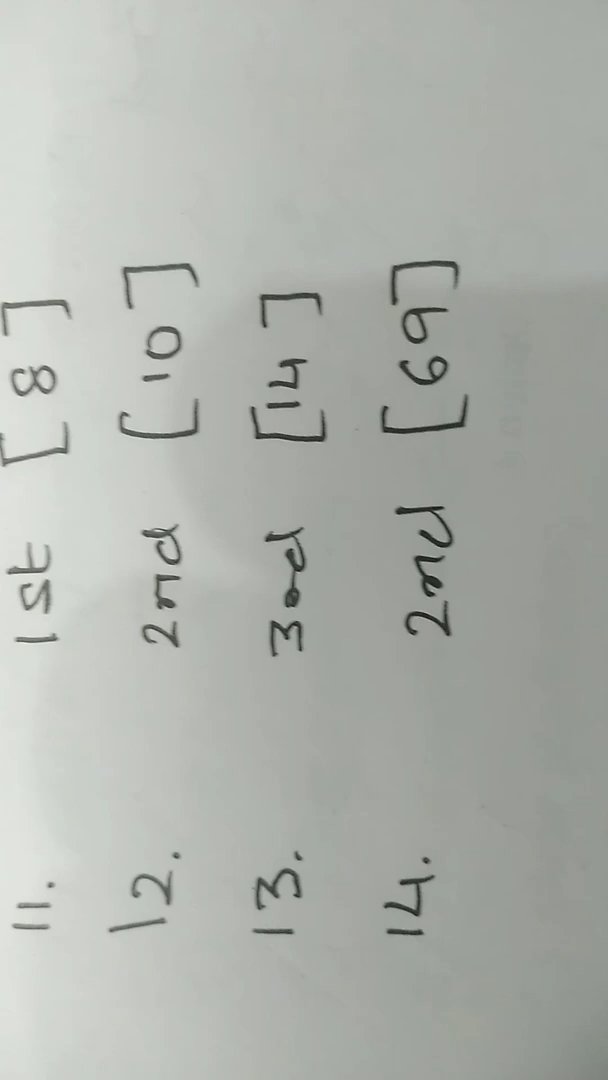 11. 1st [8]
12. 2nd [10]
13. 3rd [14]
14. 2nd [69]